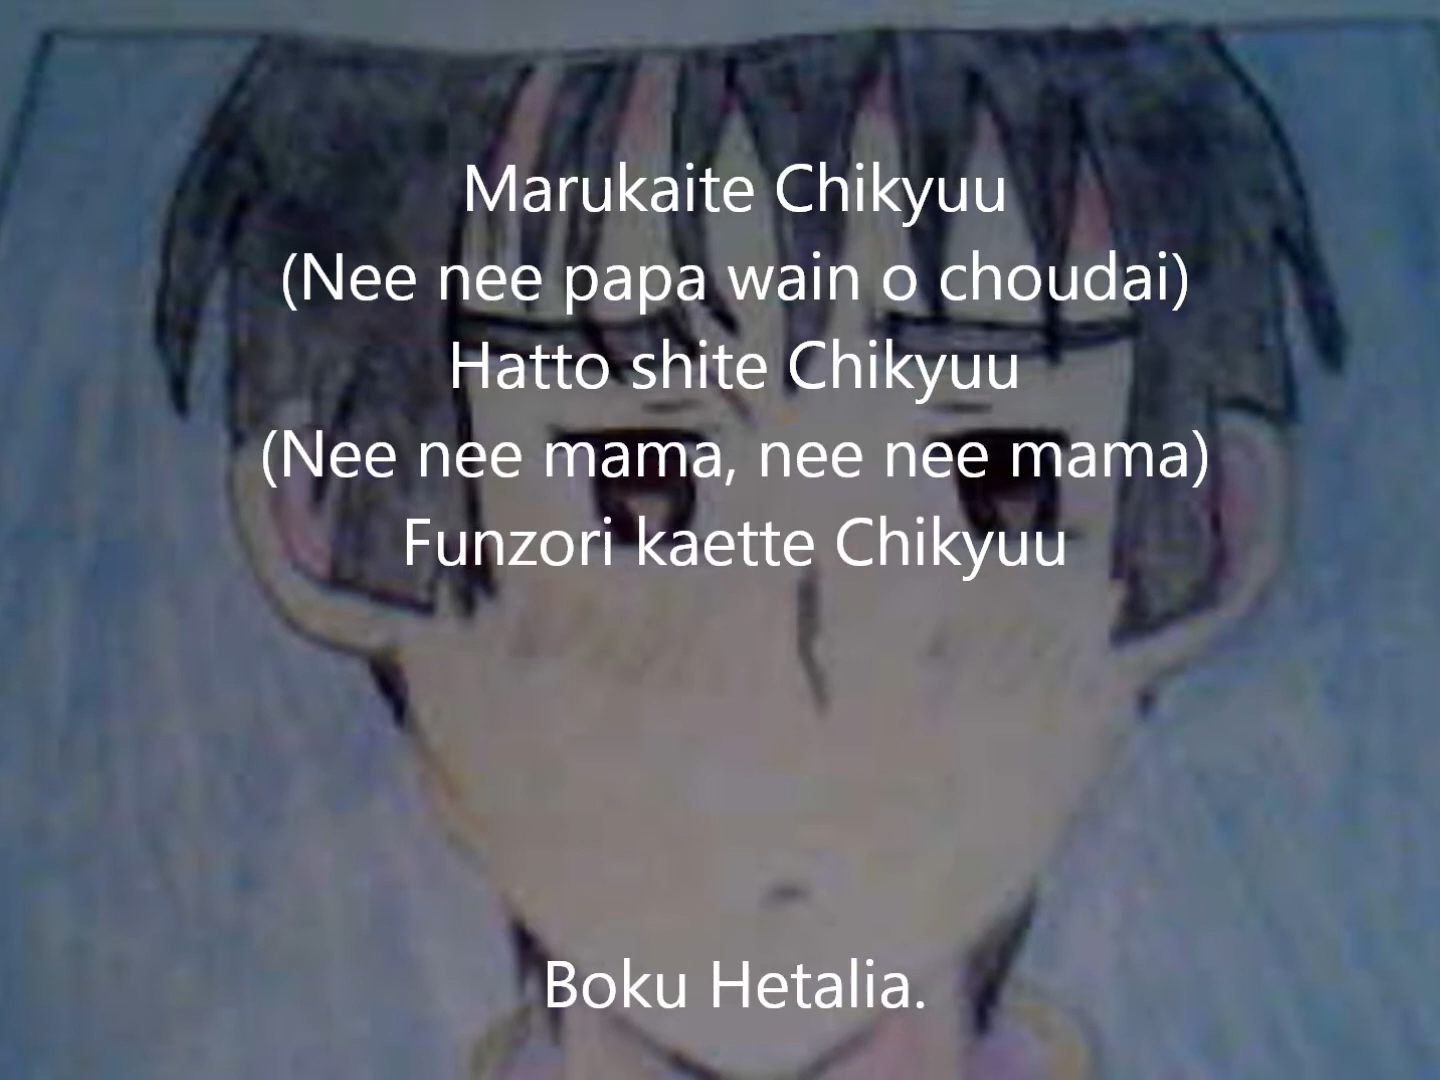 Marukaite Chikyuu
(Nee nee papa wain o choudai)
Hatto shite Chikyuu
(Nee nee mama, nee nee mama)
Funzori kaette Chikyuu
Boku Hetalia.